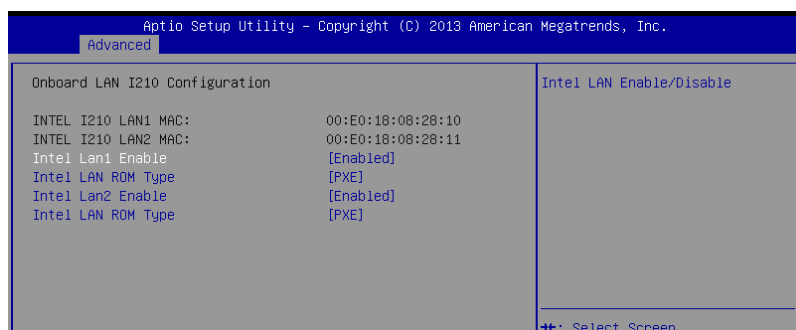 Aptio Setup Utility – Copyright (C) 2013 American Megatrends, Inc.
Advanced
Onboard LAN I210 Configuration
Intel LAN Enable/Disable
INTEL I210 LAN1 MAC: 00:E0:18:08:28:10
INTEL I210 LAN2 MAC: 00:E0:18:08:28:11
Intel Lan1 Enable [Enabled]
Intel LAN ROM Type [PXE]
Intel Lan2 Enable [Enabled]
Intel LAN ROM Type [PXE]
: Select Screen